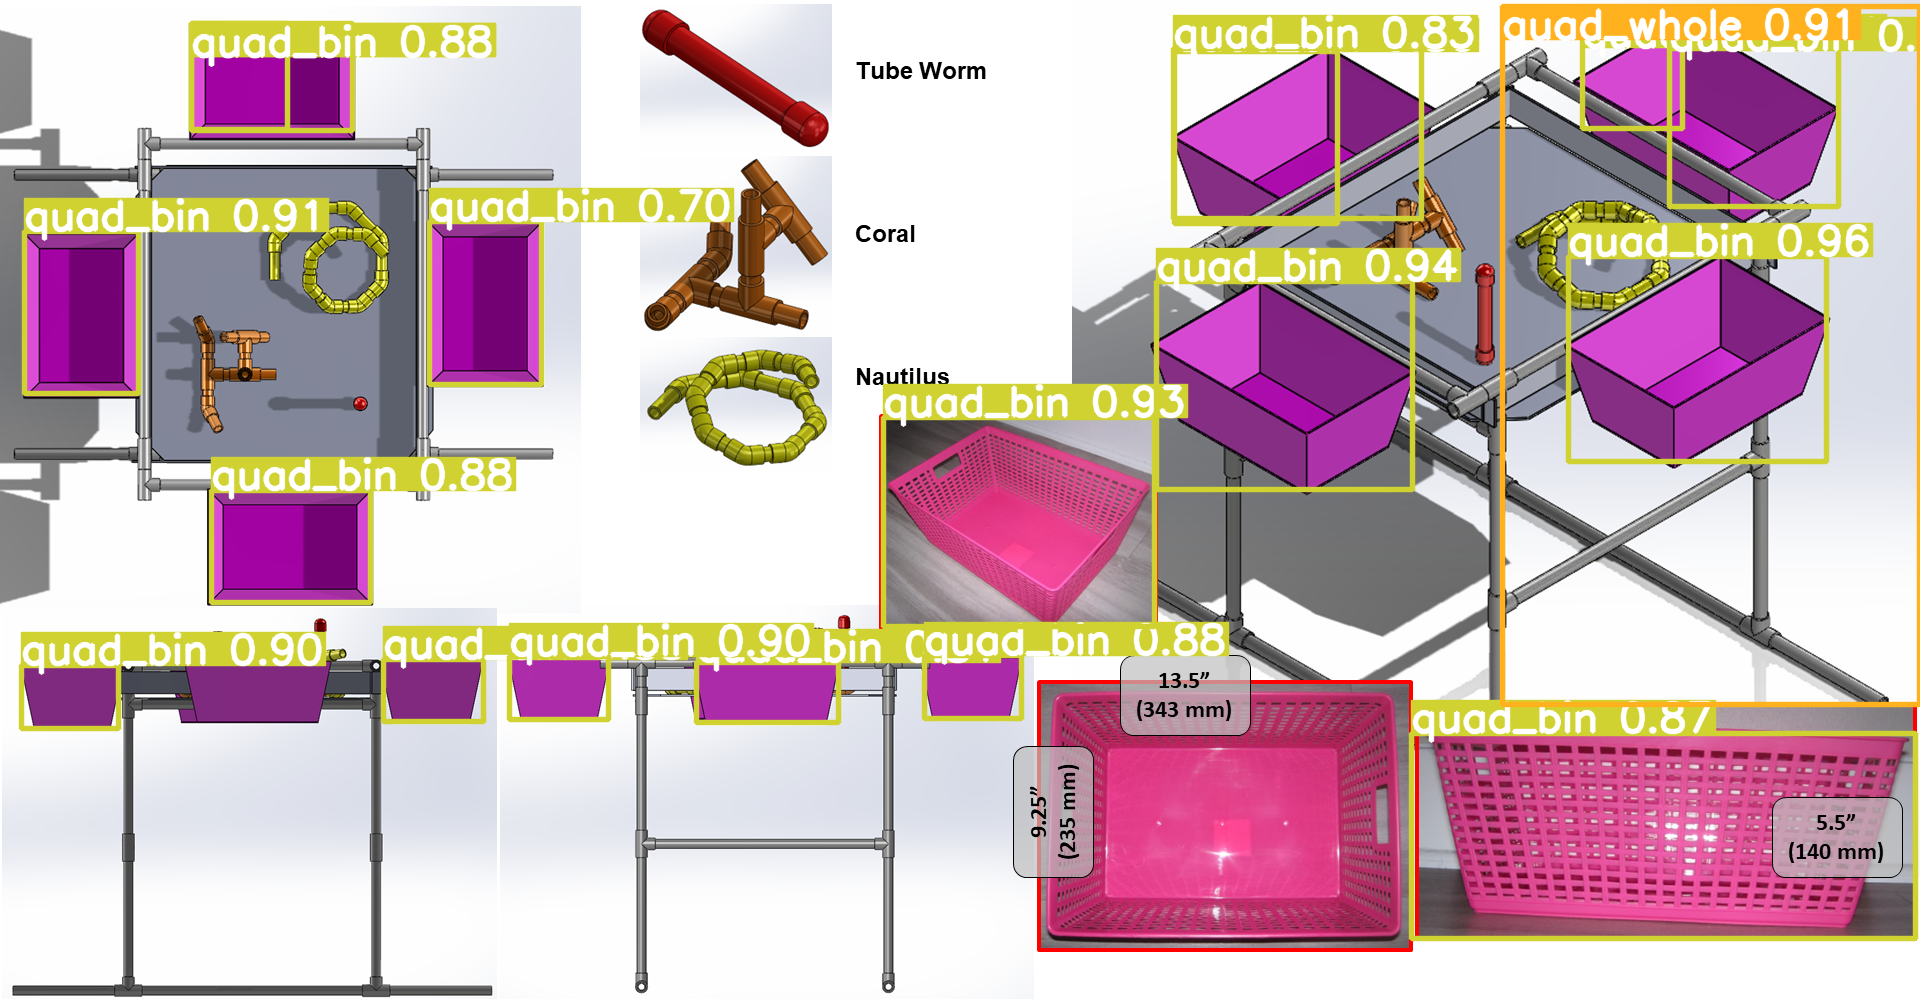 quad_bin 0.88
quad_bin 0.91
quad_bin 0.70
quad_bin 0.88
Tube Worm
Coral
Nautilus
quad_bin 0.83
quad_whole 0.91
quad_bin 0.94
quad_bin 0.96
quad_bin 0.93
quad_bin 0.90
quad_bin 0.90
quad_bin 0.88
13.5”
(343 mm)
9.25”
(235 mm)
quad_bin 0.87
5.5”
(140 mm)